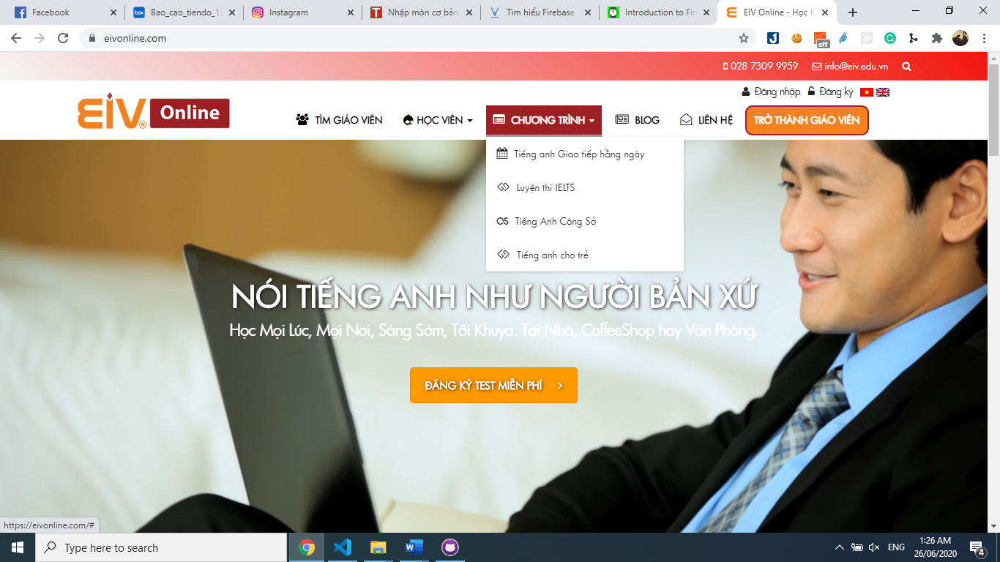 Facebook
Bao_cao_tiendo_13
Instagram
Nhập môn cơ bản
Tìm hiểu Firebase
Introduction to Fir
EIV Online - Học K
eivonline.com
off
028 7309 9959
info@eiv.edu.vn
Đăng nhập
Đăng ký
EIV® Online
TÌM GIÁO VIÊN
HỌC VIÊN
CHƯƠNG TRÌNH
BLOG
LIÊN HỆ
TRỞ THÀNH GIÁO VIÊN
Tiếng anh Giao tiếp hằng ngày
Luyện thi IELTS
Tiếng Anh Công Sở
Tiếng anh cho trẻ
NÓI TIẾNG ANH NHƯ NGƯỜI BẢN XỨ
Học Mọi Lúc, Mọi Nơi, Sáng Sớm, Tối Khuya. Tại Nhà, CoffeeShop hay Văn Phòng.
ĐĂNG KÝ TEST MIỄN PHÍ
https://eivonline.com/#
Type here to search
ENG
1:26 AM
26/06/2020
4